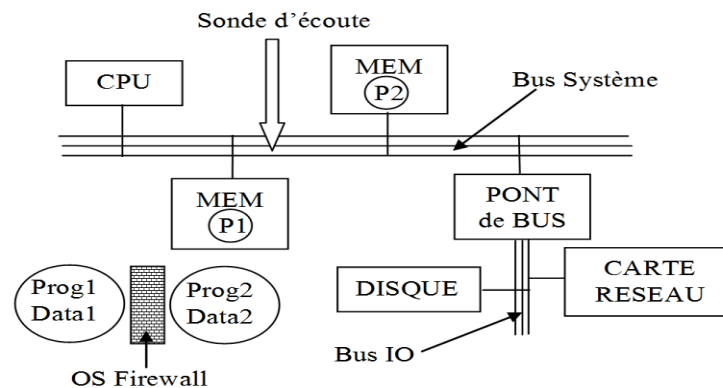 Sonde d'écoute
CPU
MEM
P2
Bus Système
MEM
P1
PONT
de BUS
Prog1
Data1
Prog2
Data2
DISQUE
CARTE
RESEAU
OS Firewall
Bus IO